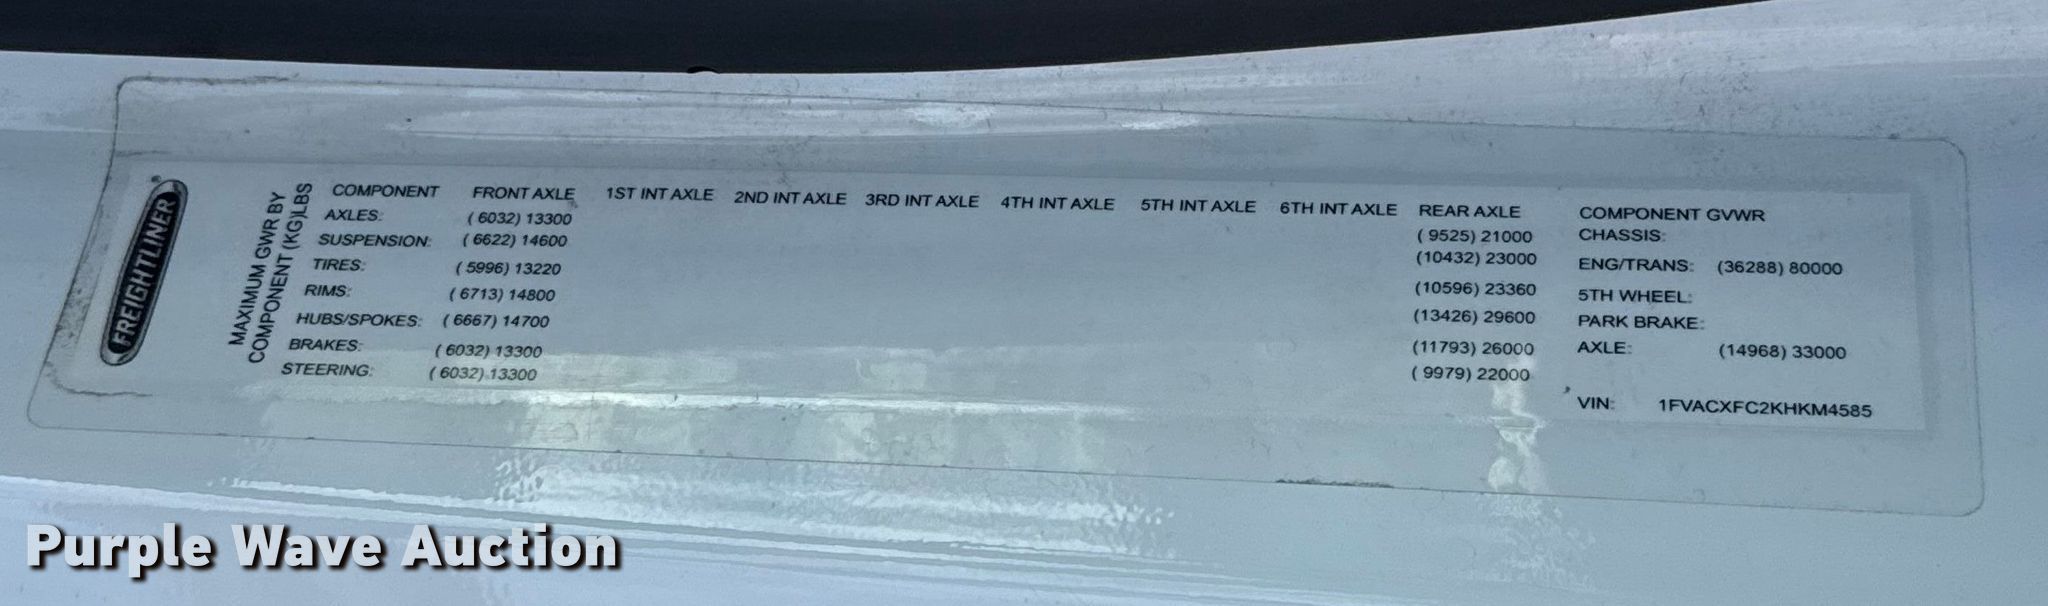 FREIGHTLINER
MAXIMUM GWR BY
COMPONENT (KG)LBS
COMPONENT FRONT AXLE 1ST INT AXLE 2ND INT AXLE 3RD INT AXLE 4TH INT AXLE 5TH INT AXLE 6TH INT AXLE REAR AXLE COMPONENT GVWR
AXLES: ( 6032) 13300 ( 9525) 21000 CHASSIS:
SUSPENSION: ( 6622) 14600 (10432) 23000 ENG/TRANS: (36288) 80000
TIRES: ( 5996) 13220 (10596) 23360 5TH WHEEL:
RIMS: ( 6713) 14800 (13426) 29600 PARK BRAKE:
HUBS/SPOKES: ( 6667) 14700 (11793) 26000 AXLE: (14968) 33000
BRAKES: ( 6032) 13300 ( 9979) 22000
STEERING: ( 6032) 13300 VIN: 1FVACXFC2KHKM4585
Purple Wave Auction